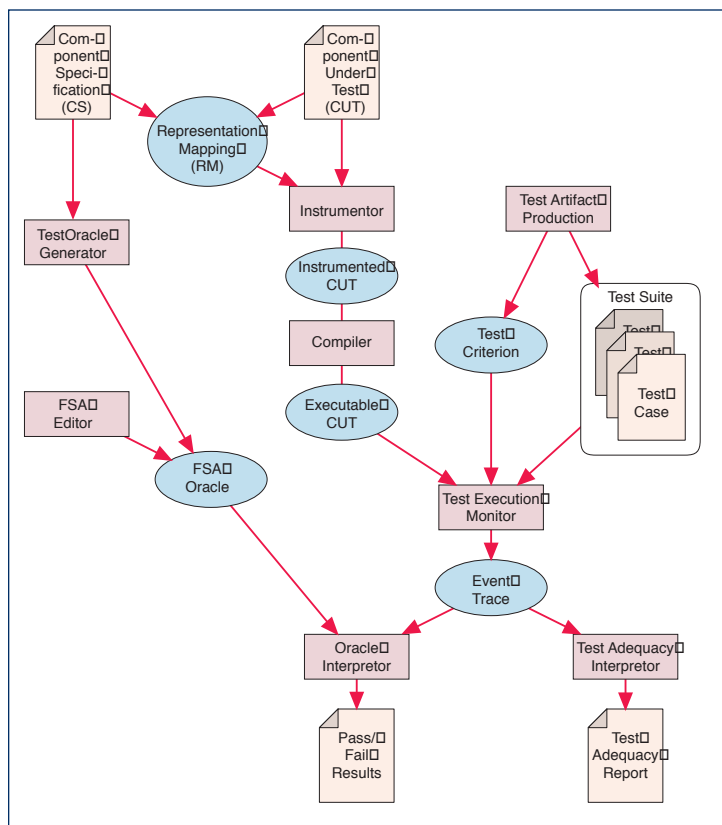 Com-
ponent
Speci-
fication
(CS)
Com-
ponent
Under
Test
(CUT)
Representation
Mapping
(RM)
Instrumentor
Test Artifact
Production
TestOracle
Generator
Instrumented
CUT
Test Suite
Test
Test
Test
Case
Compiler
Test
Criterion
FSA
Editor
Executable
CUT
FSA
Oracle
Test Execution
Monitor
Event
Trace
Oracle
Interpretor
Test Adequacy
Interpretor
Pass/
Fail
Results
Test
Adequacy
Report